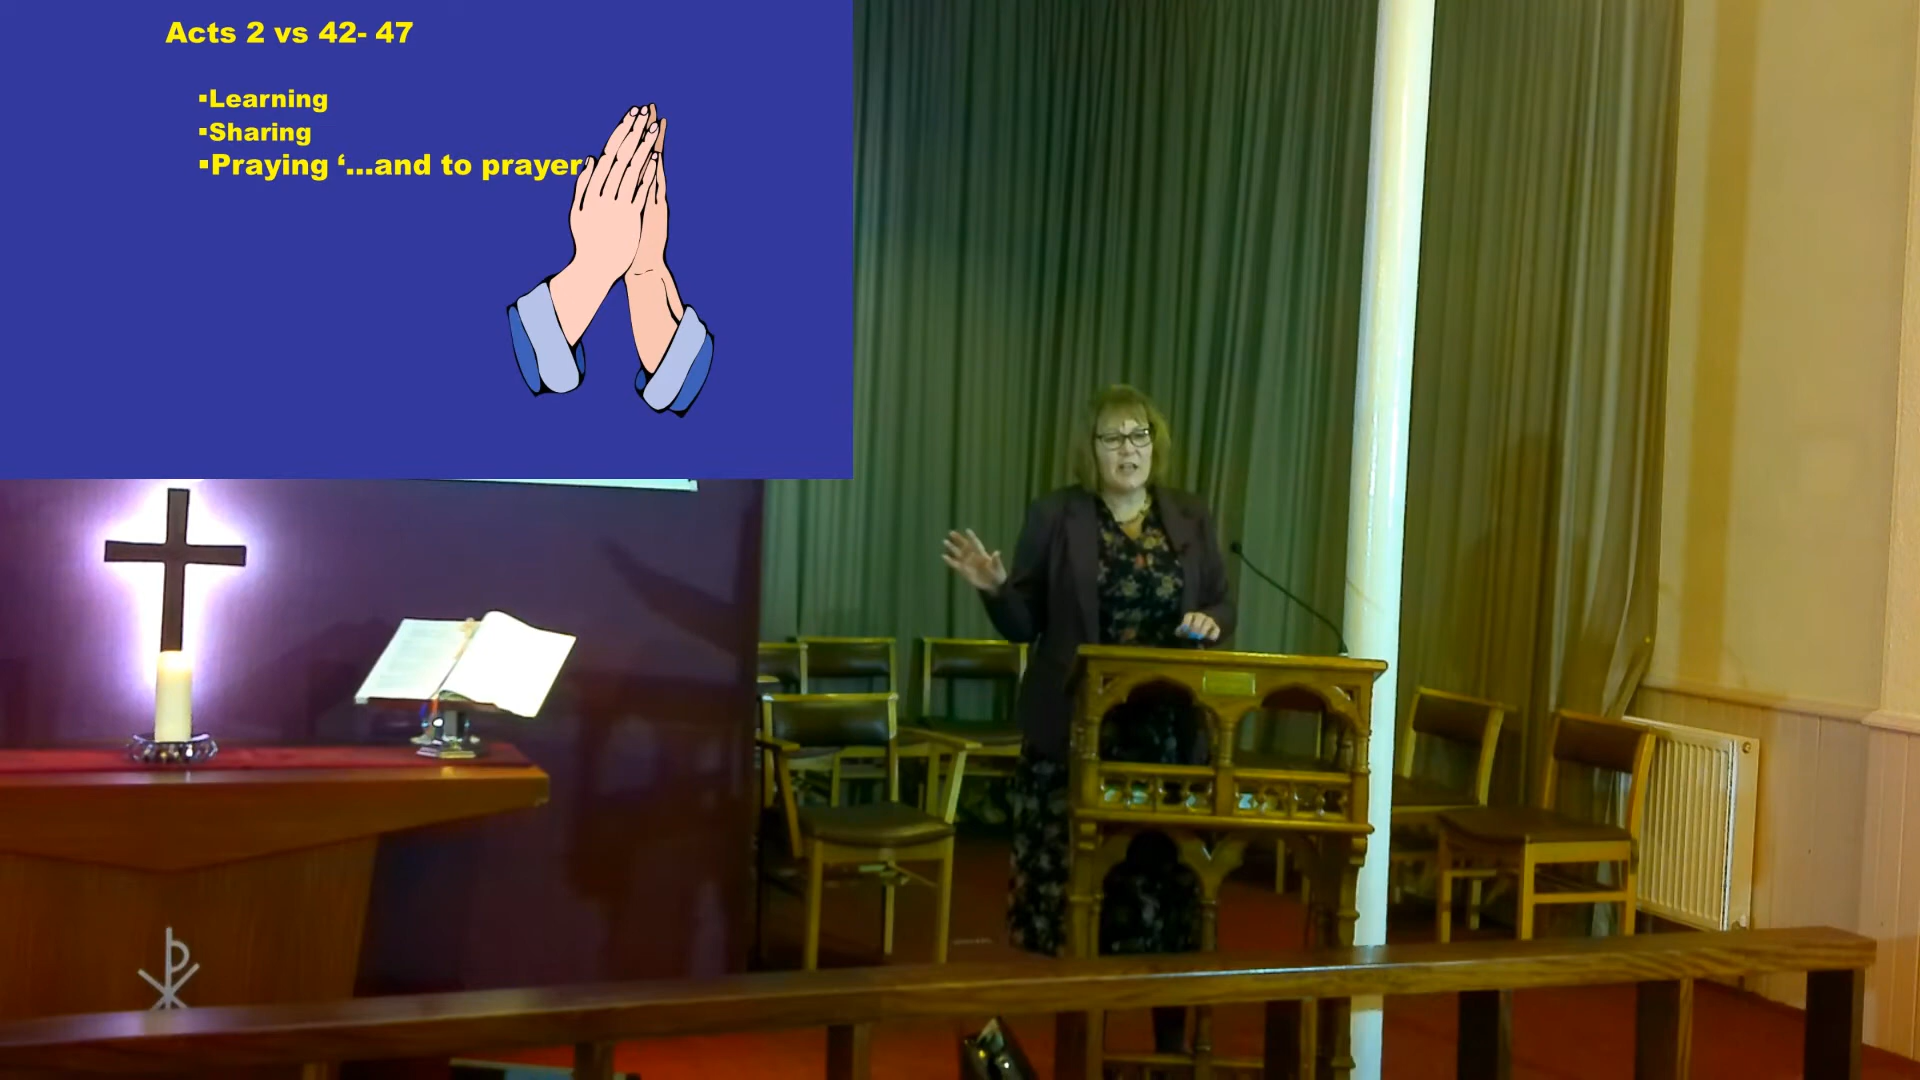 Acts 2 vs 42- 47
▪Learning
▪Sharing
▪Praying ‘...and to prayer